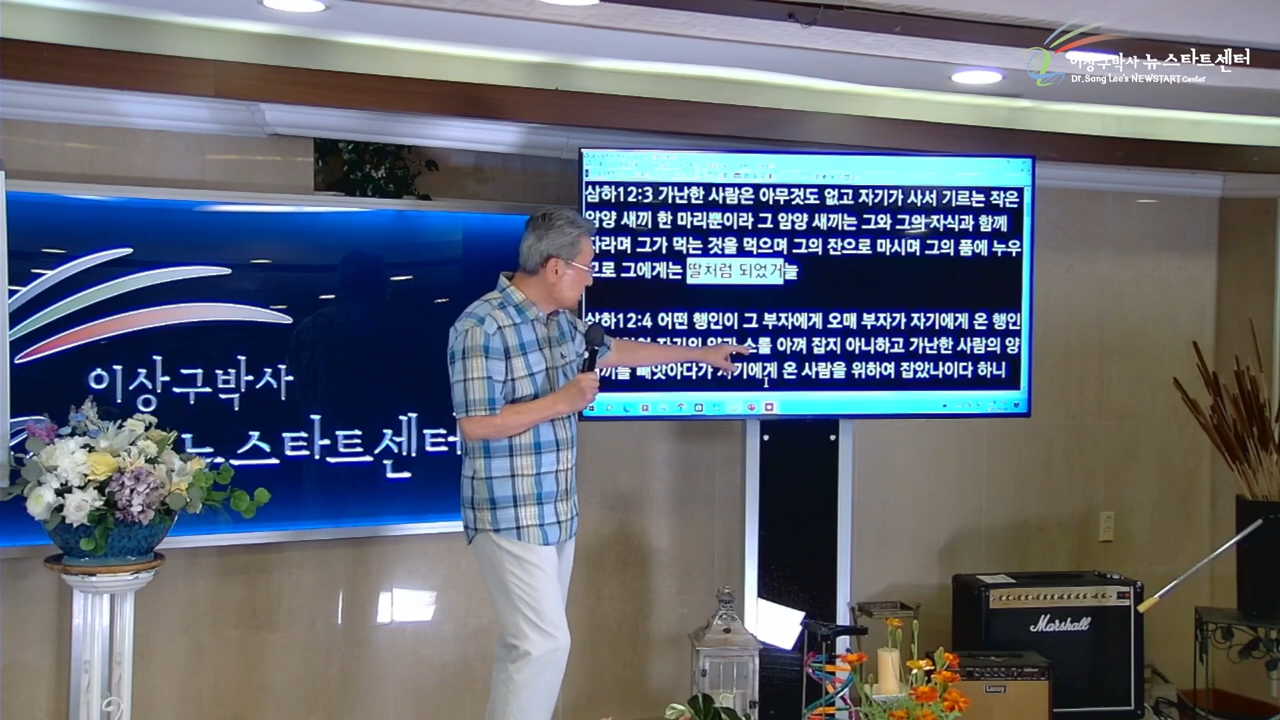 이상구박사 뉴스타트센터
Dr. Sang Lee's NEWSTART Center
삼하12:3 가난한 사람은 아무것도 없고 자기가 사서 기르는 작은
암양 새끼 한 마리뿐이라 그 암양 새끼는 그와 그의 자식과 함께
자라며 그가 먹는 것을 먹으며 그의 잔으로 마시며 그의 품에 누우
므로 그에게는 딸처럼 되었거늘
삼하12:4 어떤 행인이 그 부자에게 오매 부자가 자기에게 온 행인
자기의 양과 소를 아껴 잡지 아니하고 가난한 사람의 양
빼앗아다가 자기에게 온 사람을 위하여 잡았나이다 하니
이상구박사
뉴스타트센터
Marshall
Laney